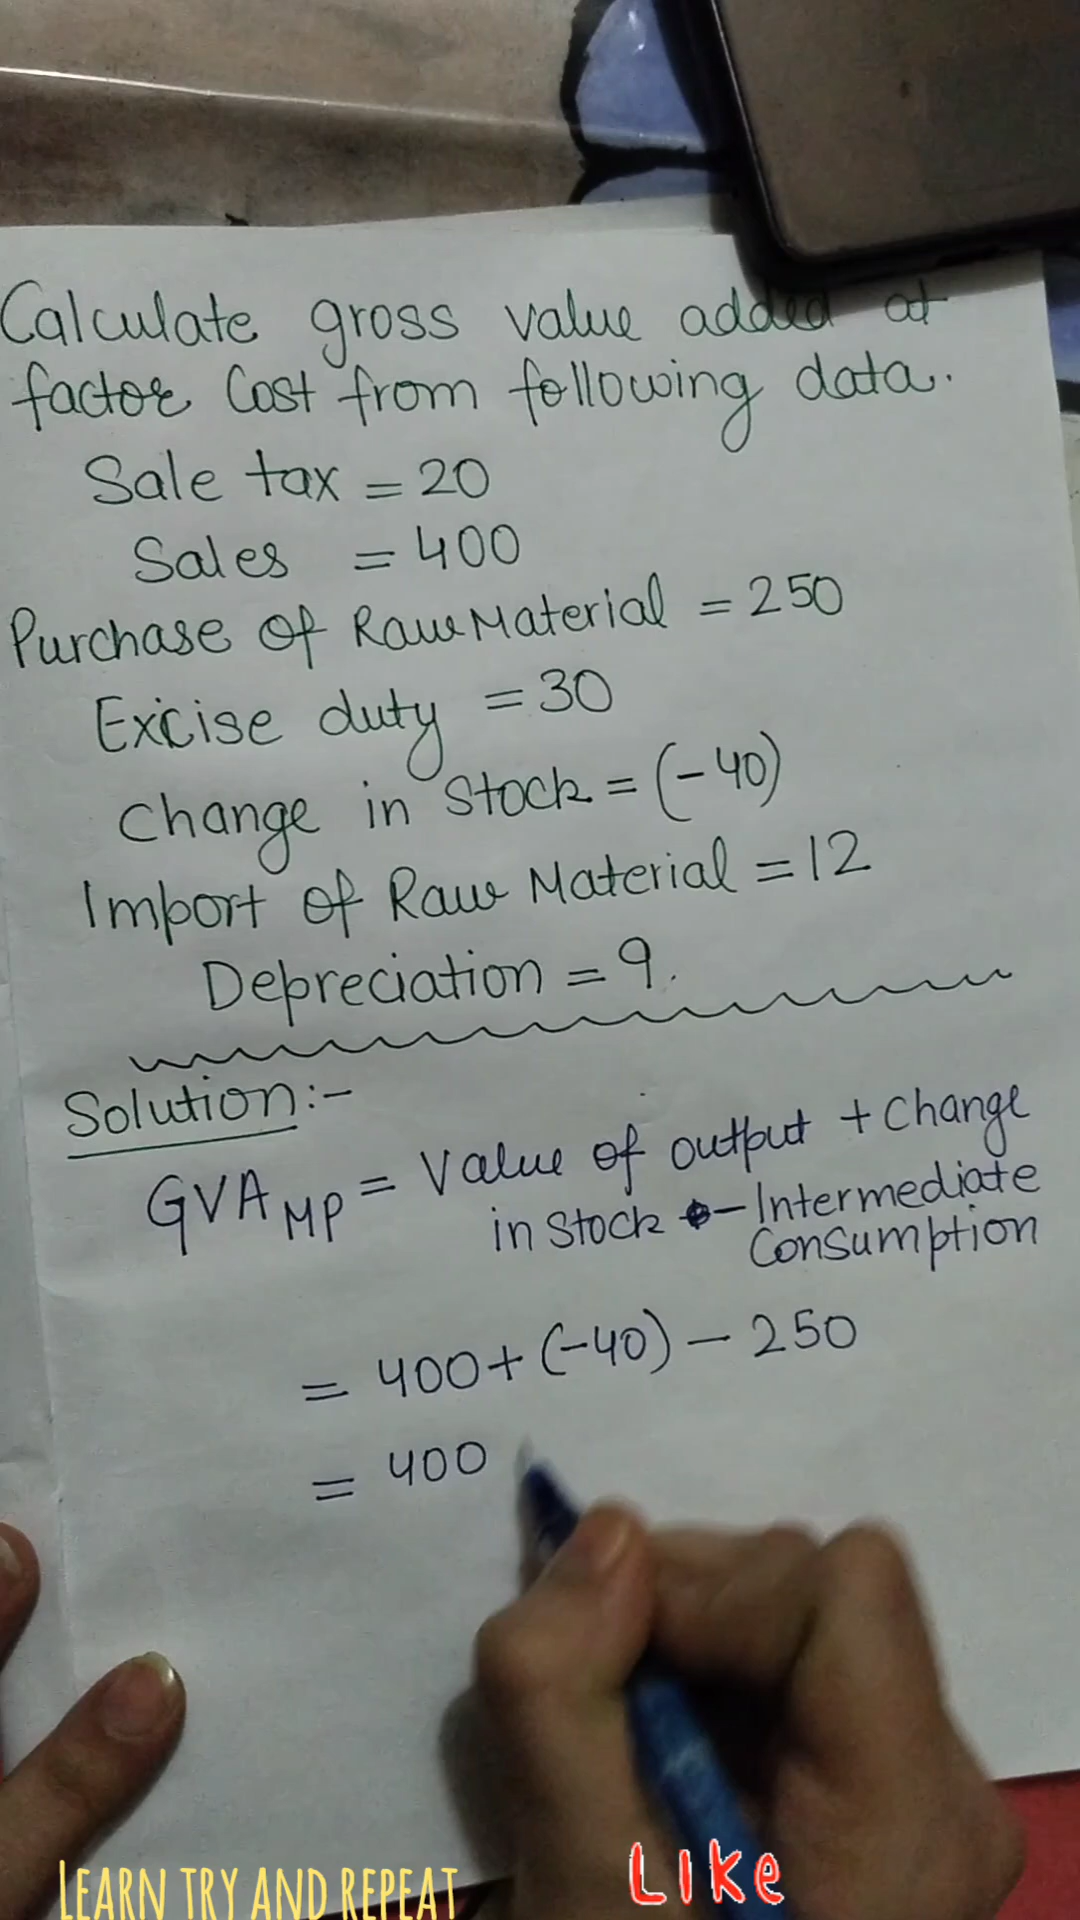 Calculate gross value added at
factor Cost from following data.
Sale tax = 20
Sales = 400
Purchase of Raw Material = 250
Excise duty = 30
Change in Stock = (-40)
Import of Raw Material = 12
Depreciation = 9.
Solution:-
GVA MP = Value of output + Change
in Stock - Intermediate
Consumption
= 400 + (-40) - 250
= 400
LEARN TRY AND REPEAT
LIKE